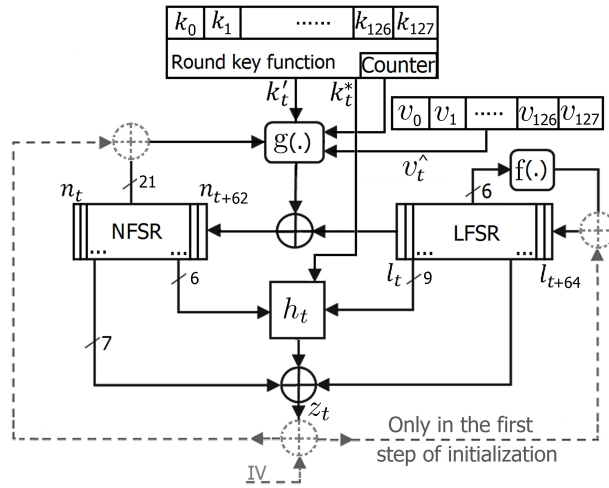 k₀ k₁ ...... k₁₂₆ k₁₂₇
Round key function Counter
k′ₜ k*ₜ
v₀ v₁ ..... v₁₂₆ v₁₂₇
g(.)
v^ₜ
f(.)
21
6
nₜ nₜ₊₆₂
NFSR
... ...
LFSR
... ...
6
lₜ 9 lₜ₊₆₄
hₜ
7
zₜ
Only in the first
step of initialization
IV